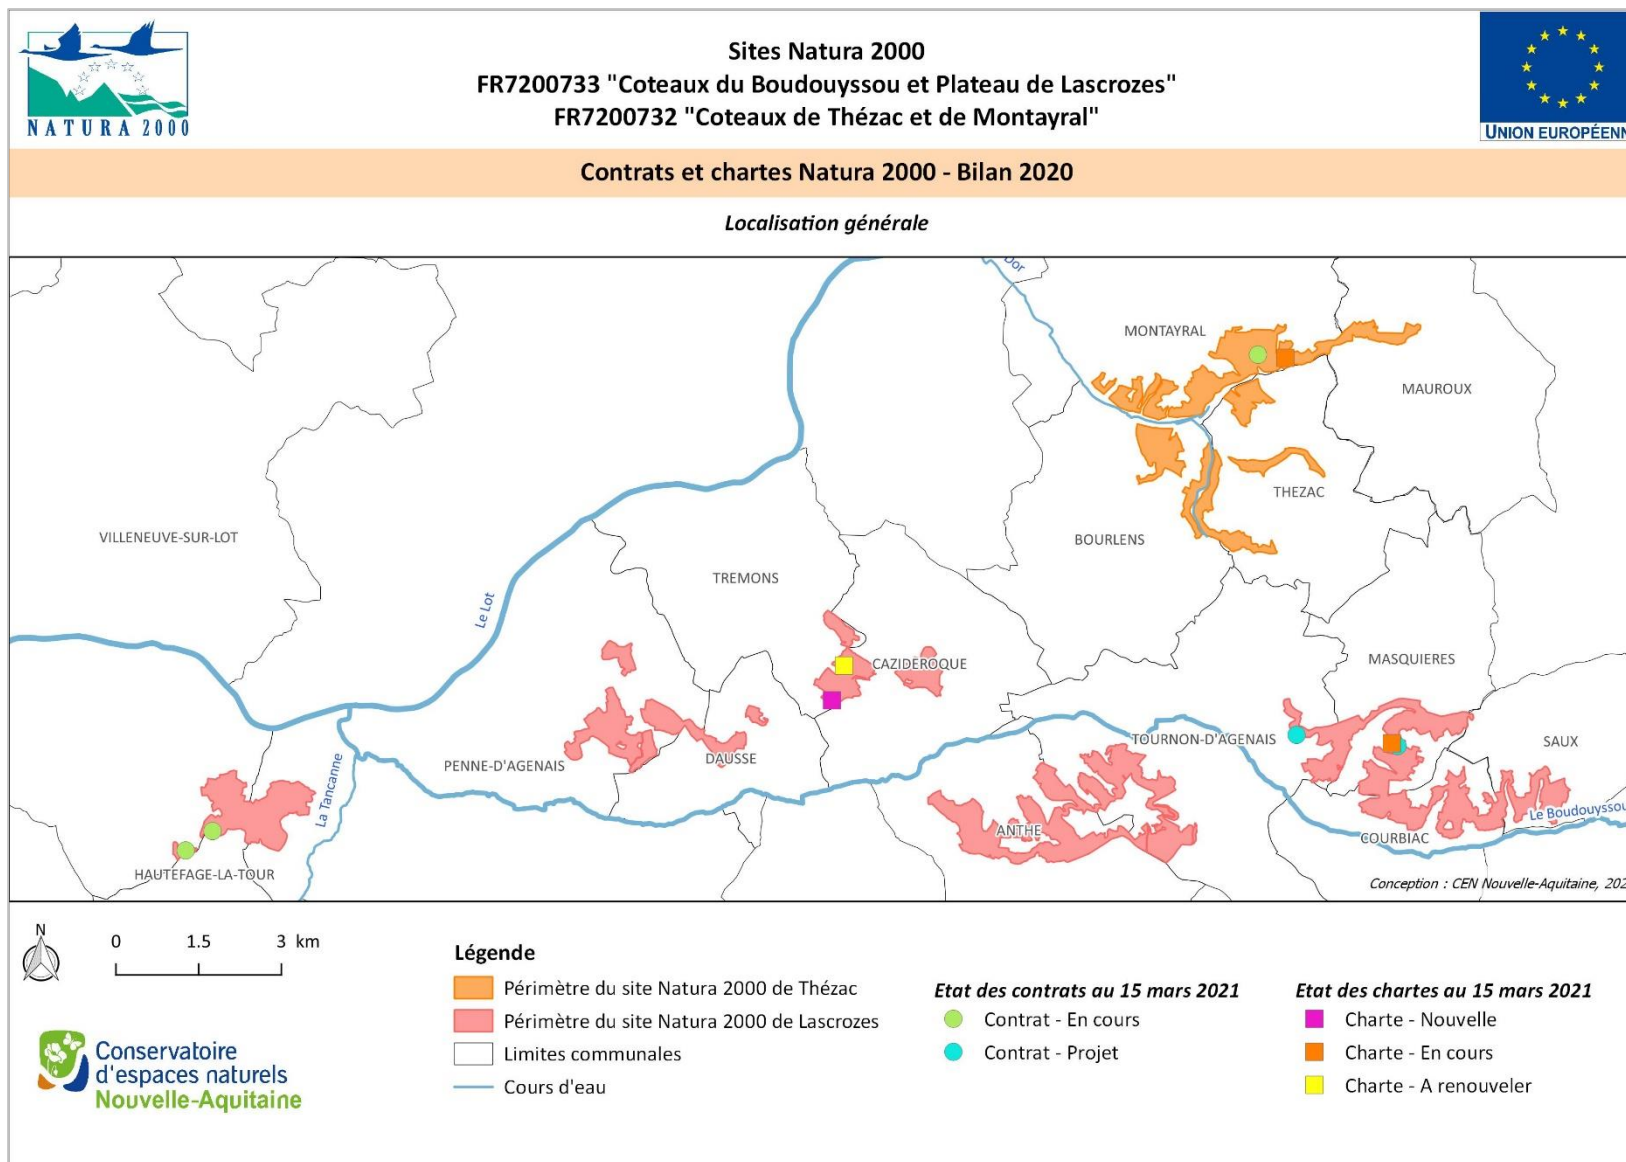 NATURA 2000
Sites Natura 2000
FR7200733 "Coteaux du Boudouyssou et Plateau de Lascrozes"
FR7200732 "Coteaux de Thézac et de Montayral"
UNION EUROPÉENN
Contrats et chartes Natura 2000 - Bilan 2020
Localisation générale
Dor
MONTAYRAL
MAUROUX
THEZAC
VILLENEUVE-SUR-LOT
BOURLENS
TREMONS
Le Lot
CAZIDEROQUE
MASQUIERES
TOURNON-D'AGENAIS
SAUX
DAUSSE
PENNE-D'AGENAIS
La Tancanne
Le Boudouyssou
ANTHE
COURBIAC
HAUTEFAGE-LA-TOUR
Conception : CEN Nouvelle-Aquitaine, 202
N
0 1.5 3 km
Légende
Périmètre du site Natura 2000 de Thézac
Périmètre du site Natura 2000 de Lascrozes
Limites communales
Cours d'eau
Etat des contrats au 15 mars 2021
Contrat - En cours
Contrat - Projet
Etat des chartes au 15 mars 2021
Charte - Nouvelle
Charte - En cours
Charte - A renouveler
Conservatoire
d'espaces naturels
Nouvelle-Aquitaine